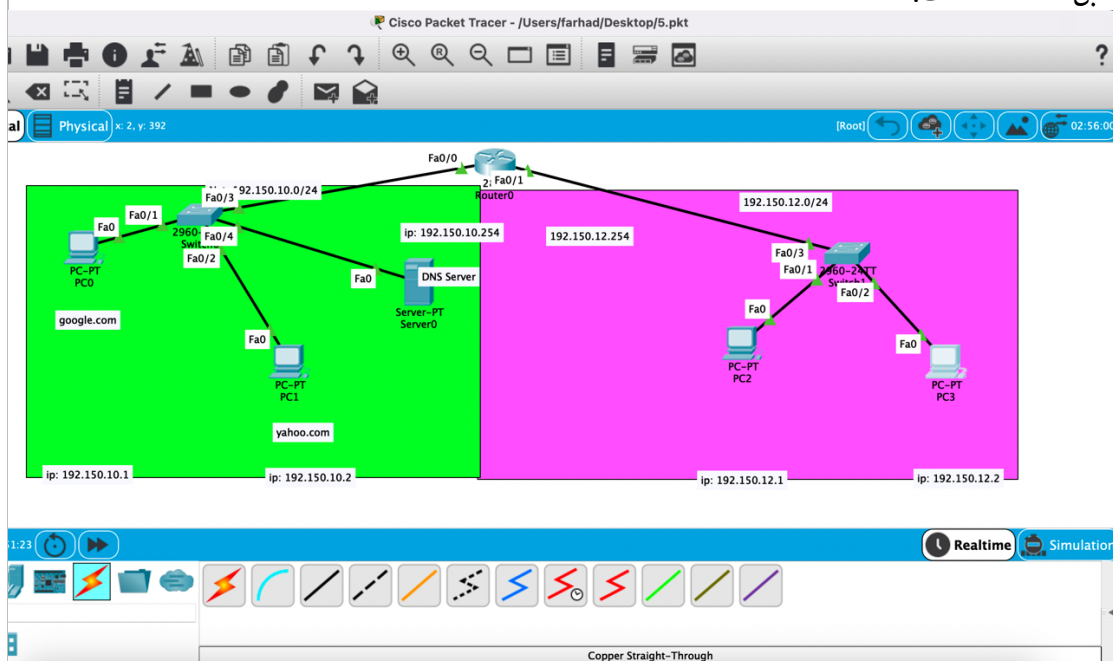 Cisco Packet Tracer - /Users/farhad/Desktop/5.pkt
?
Physical
x: 2, y: 392
[Root]
02:56:00
Fa0/0
Fa0/1
Router0
192.150.10.0/24
Fa0/3
192.150.12.0/24
Fa0/1
Fa0
Fa0/4
Fa0/2
ip: 192.150.10.254
192.150.12.254
PC-PT
PC0
Fa0
DNS Server
Server-PT
Server0
Fa0/3
Fa0/1
2960-24TT
Switch1
Fa0/2
google.com
Fa0
PC-PT
PC1
Fa0
PC-PT
PC2
Fa0
PC-PT
PC3
yahoo.com
ip: 192.150.10.1
ip: 192.150.10.2
ip: 192.150.12.1
ip: 192.150.12.2
Realtime
Simulation
Copper Straight-Through